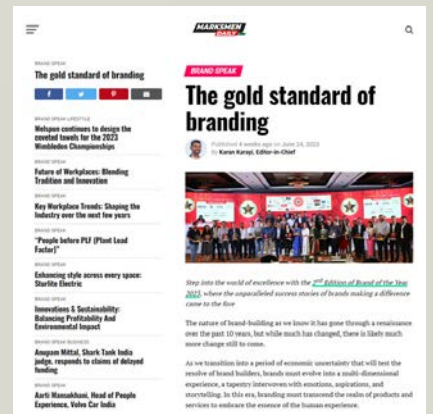 MARKSMEN
DAILY
BRAND SPEAK
The gold standard of branding
BRAND SPEAK LIFESTYLE
Welspun continues to design the
coveted towels for the 2023
Wimbledon Championships
BRAND SPEAK
Future of Workplaces: Blending
Tradition and Innovation
BRAND SPEAK
Key Workplace Trends: Shaping the
Industry over the next few years
BRAND SPEAK
"People before PLF (Plant Load
Factor)"
BRAND SPEAK
Enhancing style across every space:
Sturlite Electric
BRAND SPEAK
Innovations & Sustainability:
Balancing Profitability And
Environmental Impact
BRAND SPEAK BUSINESS
Anupam Mittal, Shark Tank India
judge, responds to claims of delayed
funding
BRAND SPEAK
Aarti Mansukhani, Head of People
Experience, Volvo Car India
BRAND SPEAK
The gold standard of
branding
Published 4 weeks ago on June 24, 2023
By Karan Karayi, Editor-in-Chief
Step into the world of excellence with the 2nd Edition of Brand of the Year
2023, where the unparalleled success stories of brands making a difference
came to the fore
The nature of brand-building as we know it has gone through a renaissance
over the past 10 years, but while much has changed, there is likely much
more change still to come.
As we transition into a period of economic uncertainty that will test the
resolve of brand builders, brands must evolve into a multi-dimensional
experience, a tapestry interwoven with emotions, aspirations, and
storytelling. In this era, branding must transcend the realm of products and
services to embrace the essence of the human experience.